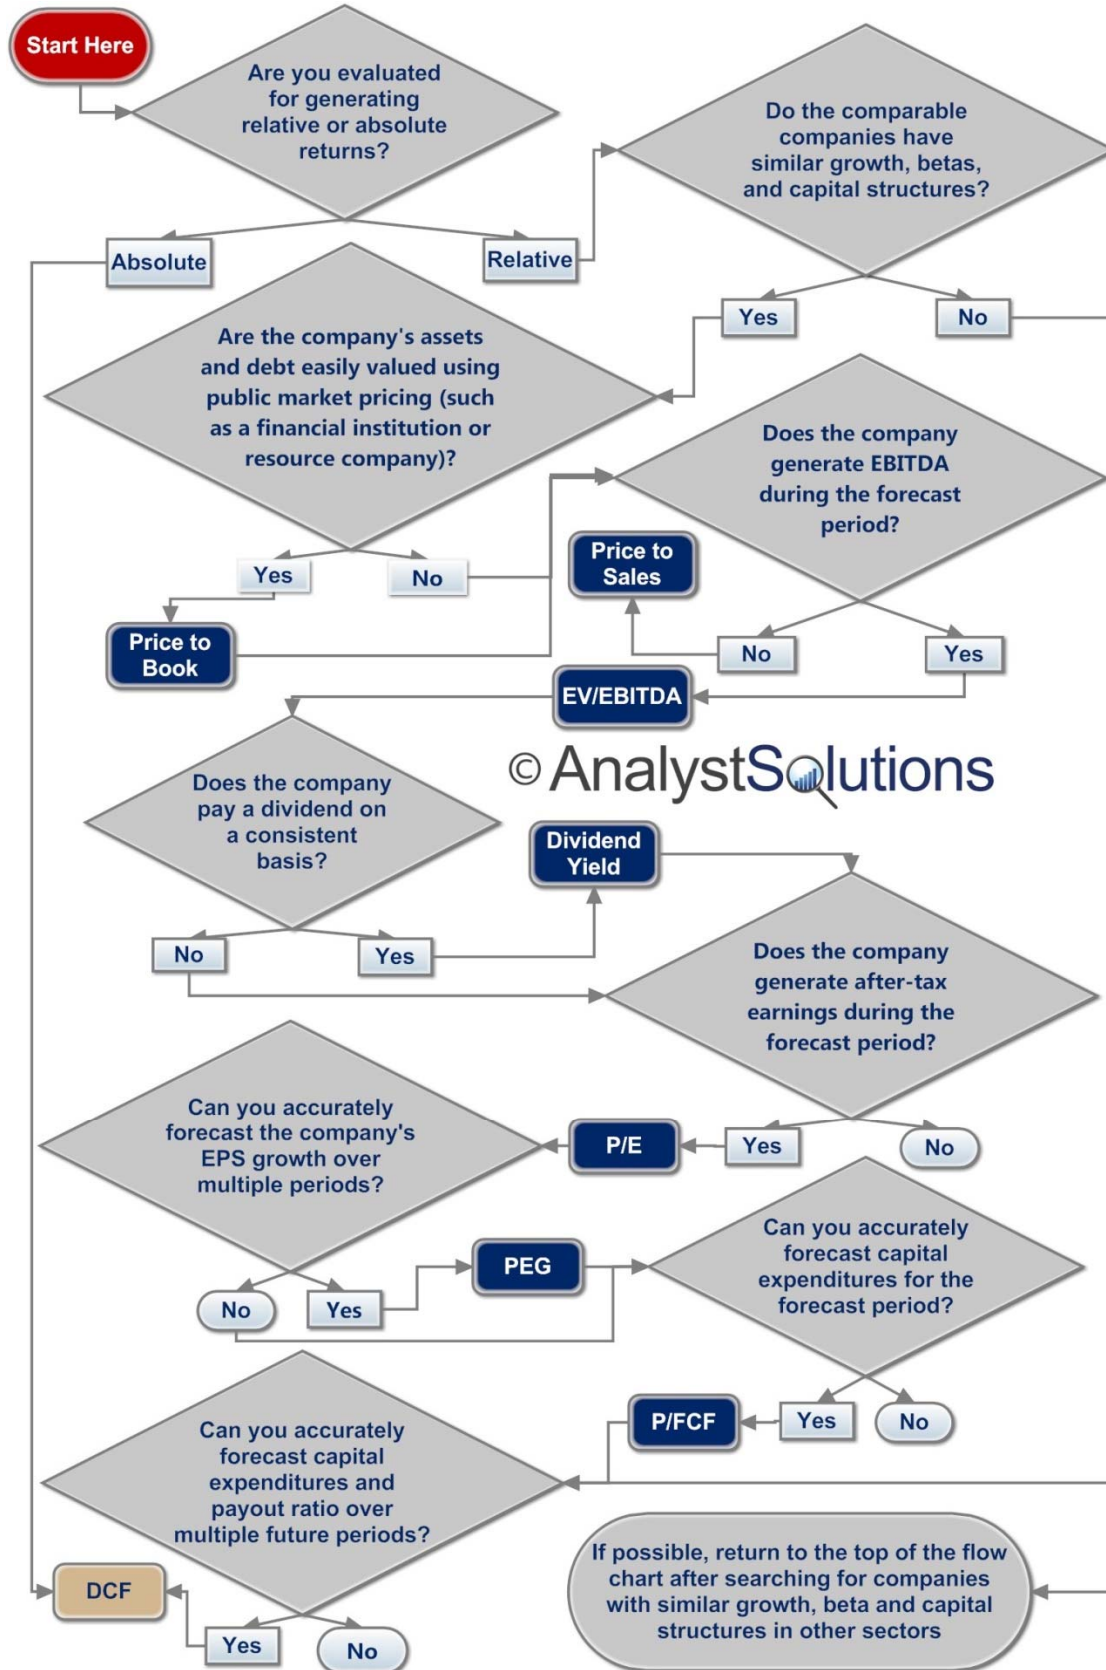 Start Here
Are you evaluated
for generating
relative or absolute
returns?
Absolute
Relative
Do the comparable
companies have
similar growth, betas,
and capital structures?
Yes
No
Are the company's assets
and debt easily valued using
public market pricing (such
as a financial institution or
resource company)?
Yes
No
Price to
Book
Does the company
generate EBITDA
during the forecast
period?
Price to
Sales
No
Yes
EV/EBITDA
© AnalystSolutions
Does the company
pay a dividend on
a consistent
basis?
No
Yes
Dividend
Yield
Does the company
generate after-tax
earnings during the
forecast period?
Yes
No
P/E
Can you accurately
forecast the company's
EPS growth over
multiple periods?
No
Yes
PEG
Can you accurately
forecast capital
expenditures for the
forecast period?
Yes
No
P/FCF
Can you accurately
forecast capital
expenditures and
payout ratio over
multiple future periods?
Yes
No
DCF
If possible, return to the top of the flow
chart after searching for companies
with similar growth, beta and capital
structures in other sectors